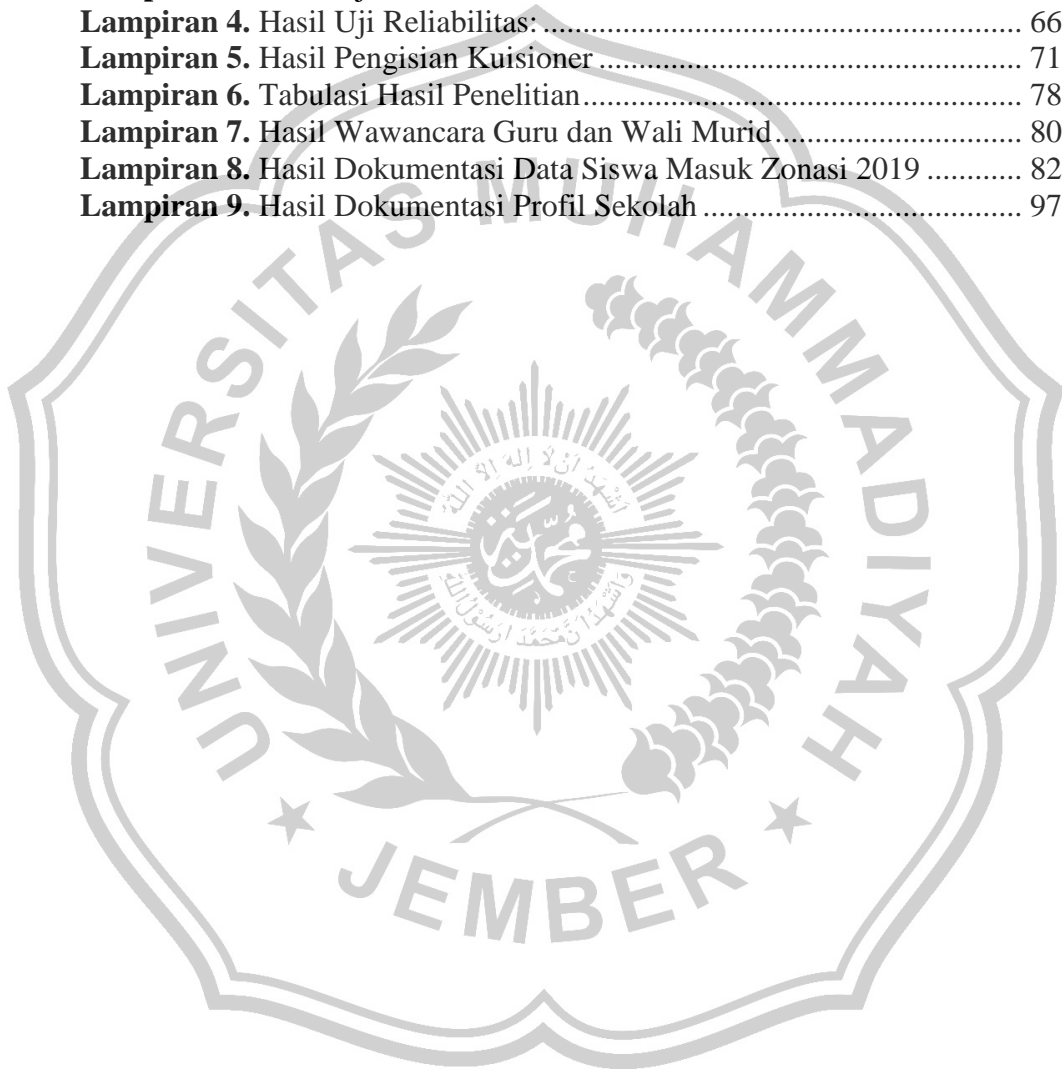 Lampiran 4. Hasil Uji Reliabilitas: ................................................................................ 66
Lampiran 5. Hasil Pengisian Kuisioner ...................................................................... 71
Lampiran 6. Tabulasi Hasil Penelitian......................................................................... 78
Lampiran 7. Hasil Wawancara Guru dan Wali Murid ......................................... 80
Lampiran 8. Hasil Dokumentasi Data Siswa Masuk Zonasi 2019 ............ 82
Lampiran 9. Hasil Dokumentasi Profil Sekolah ..................................................... 97
UNIVERSITAS MUHAMMADIYAH
JEMBER